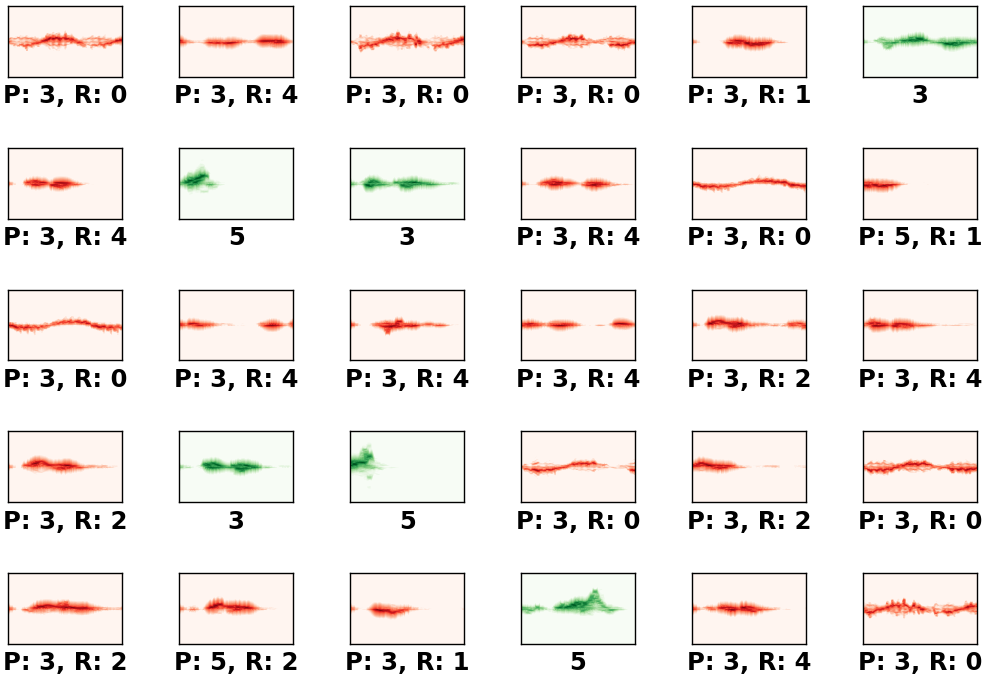 P: 3, R: 0 P: 3, R: 4 P: 3, R: 0 P: 3, R: 0 P: 3, R: 1 3
P: 3, R: 4 5 3 P: 3, R: 4 P: 3, R: 0 P: 5, R: 1
P: 3, R: 0 P: 3, R: 4 P: 3, R: 4 P: 3, R: 4 P: 3, R: 2 P: 3, R: 4
P: 3, R: 2 3 5 P: 3, R: 0 P: 3, R: 2 P: 3, R: 0
P: 3, R: 2 P: 5, R: 2 P: 3, R: 1 5 P: 3, R: 4 P: 3, R: 0